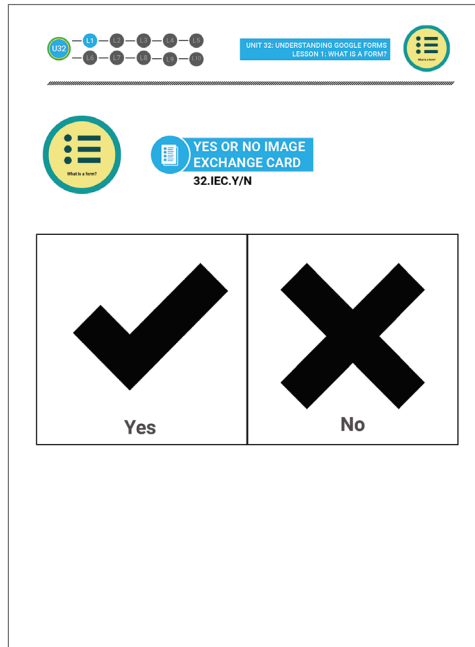 U32
L1
L2
L3
L4
L5
L6
L7
L8
L9
L10
UNIT 32: UNDERSTANDING GOOGLE FORMS
LESSON 1: WHAT IS A FORM?
What is a form?
What is a form?
YES OR NO IMAGE
EXCHANGE CARD
32.IEC.Y/N
Yes
No